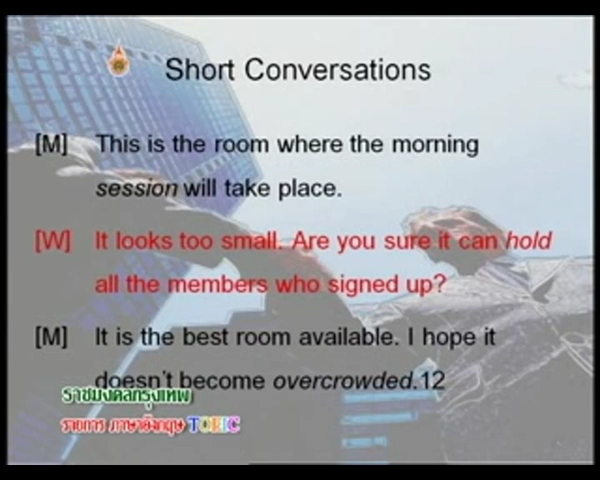 Short Conversations
[M] This is the room where the morning
session will take place.
[W] It looks too small. Are you sure it can hold
all the members who signed up?
[M] It is the best room available. I hope it
doesn't become overcrowded.12
ราชมงคลกรุงเทพ
รายการ ภาษาอังกฤษ TOEIC